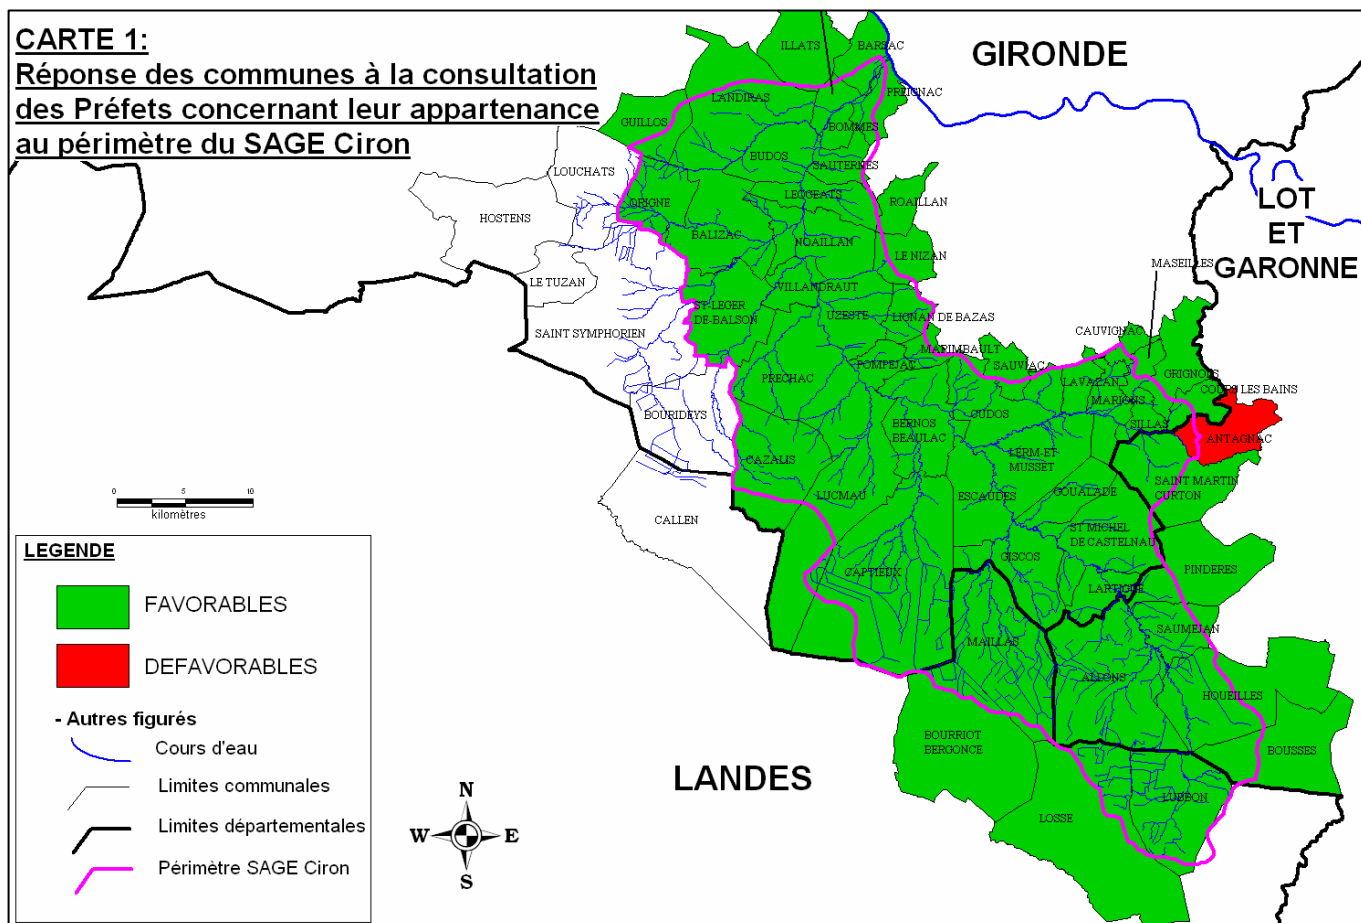 CARTE 1:
Réponse des communes à la consultation
des Préfets concernant leur appartenance
au périmètre du SAGE Ciron
GIRONDE
LOT
ET
GARONNE
LANDES
ILLATS
BARSAC
LANDIRAS
PREIGNAC
GUILLOS
BOMMES
BUDOS
SAUTERNES
LOUCHATS
LEOGEATS
ROAILLAN
HOSTENS
ORIGNE
BALIZAC
NOAILLAN
LE NIZAN
MASEILLES
LE TUZAN
VILLANDRAUT
ST-LEGER
DE-BALSON
UZESTE
LIGNAN DE BAZAS
SAINT SYMPHORIEN
CAUVIGNAC
MARIMBAULT
POMPEJAC
SAUVIAC
GRIGNOLS
PRECHAC
LAVAZAN
COURS LES BAINS
MARIONS
BOURIDEYS
CUDOS
BERNOS
BEAULAC
SILLAS
ANTAGNAC
LERM-ET
MUSSET
CAZALIS
SAINT MARTIN
CURTON
GOUALADE
LUCMAU
ESCAUDES
CALLEN
ST MICHEL
DE CASTELNAU
GISCOS
PINDERES
CAPTIEUX
LARTIGUE
SAUMEJAN
MAILLAS
ALLONS
HOUEILLES
BOURRIOT
BERGONCE
BOUSSES
LUBBON
LOSSE
0
5
10
kilomètres
LEGENDE
FAVORABLES
DEFAVORABLES
- Autres figurés
Cours d'eau
Limites communales
Limites départementales
Périmètre SAGE Ciron
N
W
E
S